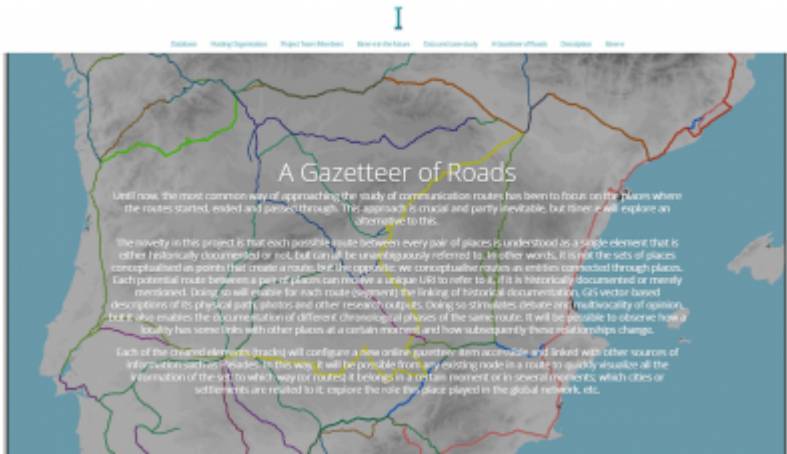 I
Database Hosting Organisation Project Team Members Itiner-e in the Future Data and case study A Gazetteer of Roads Description Itiner-e
A Gazetteer of Roads
Until now, the most common way of approaching the study of communication routes has been to focus on the places where
the routes started, ended and passed through. This approach is crucial and partly inevitable, but Itiner-e will explore an
alternative to this.
The novelty in this project is that each possible route between every pair of places is understood as a single element that is
either historically documented or not, but can all be unambiguously referred to. In other words, it is not the sets of places
conceptualised as points that create a route, but the opposite; we conceptualise routes as entities connected through places.
Each potential route between a pair of places can receive a unique URI to refer to it, if it is historically documented or merely
mentioned. Doing so will enable for each route (segment) the linking of historical documentation, GIS vector based
descriptions of its physical path, photos and other research outputs. Doing so stimulates debate and multivocality of opinion,
but it also enables the documentation of different chronological phases of the same route. It will be possible to observe how a
locality has some links with other places at a certain moment and how subsequently these relationships change.
Each of the created elements (tracks) will configure a new online gazetteer item accessible and linked with other sources of
information such as Pleiades. In this way, it will be possible from any existing node in a route to quickly visualize all the
information of the set to which way (or routes) it belongs in a certain moment or in several moments; which cities or
settlements are related to it; explore the role this place played in the global network, etc.